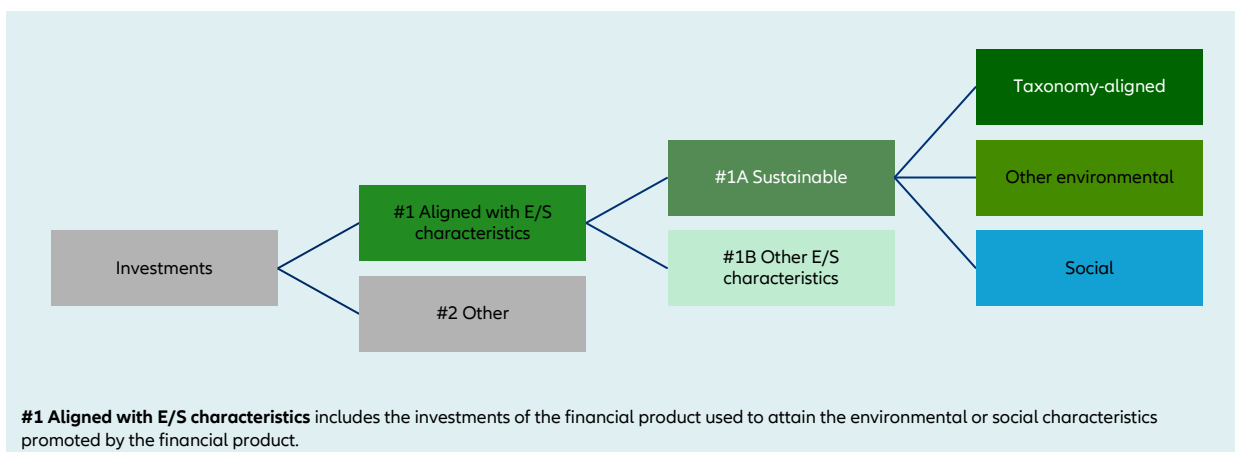 Investments
#1 Aligned with E/S
characteristics
#2 Other
#1A Sustainable
#1B Other E/S
characteristics
Taxonomy-aligned
Other environmental
Social
#1 Aligned with E/S characteristics includes the investments of the financial product used to attain the environmental or social characteristics
promoted by the financial product.